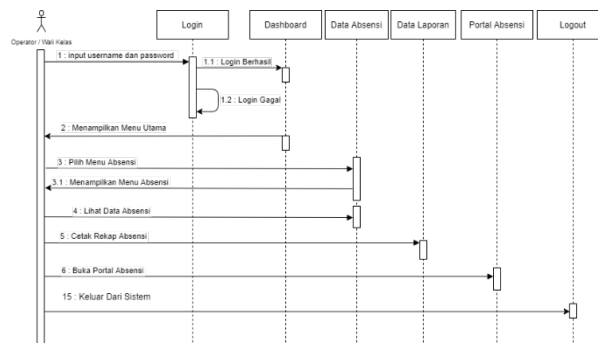 Login
Dashboard
Data Absensi
Data Laporan
Portal Absensi
Logout
Operator / Wali Kelas
1 : input username dan password
1.1 : Login Berhasil
1.2 : Login Gagal
2 : Menampilkan Menu Utama
3 : Pilih Menu Absensi
3.1 : Menampilkan Menu Absensi
4 : Lihat Data Absensi
5 : Cetak Rekap Absensi
6 : Buka Portal Absensi
15 : Keluar Dari Sistem